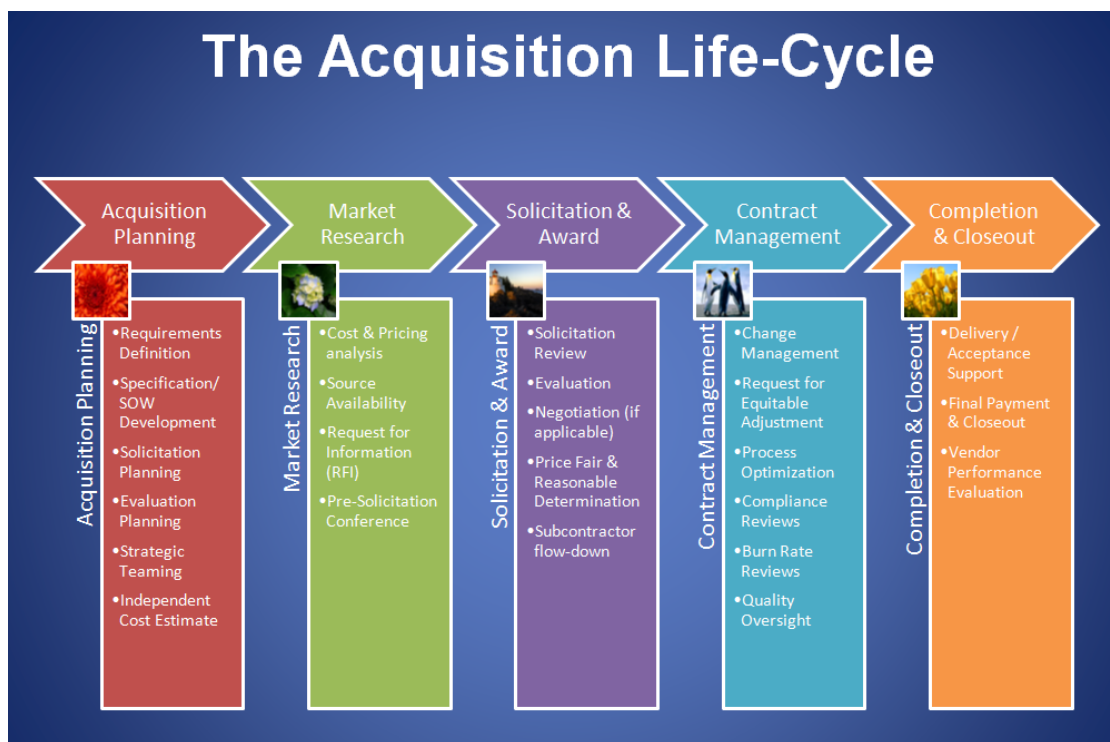 The Acquisition Life-Cycle
Acquisition
Planning
Market
Research
Solicitation &
Award
Contract
Management
Completion
& Closeout
Acquisition Planning
•Requirements
Definition
•Specification/
SOW
Development
•Solicitation
Planning
•Evaluation
Planning
•Strategic
Teaming
•Independent
Cost Estimate
Market Research
•Cost & Pricing
analysis
•Source
Availability
•Request for
Information
(RFI)
•Pre-Solicitation
Conference
Solicitation & Award
•Solicitation
Review
•Evaluation
•Negotiation (if
applicable)
•Price Fair &
Reasonable
Determination
•Subcontractor
flow-down
Contract Management
•Change
Management
•Request for
Equitable
Adjustment
•Process
Optimization
•Compliance
Reviews
•Burn Rate
Reviews
•Quality
Oversight
Completion & Closeout
•Delivery /
Acceptance
Support
•Final Payment
& Closeout
•Vendor
Performance
Evaluation